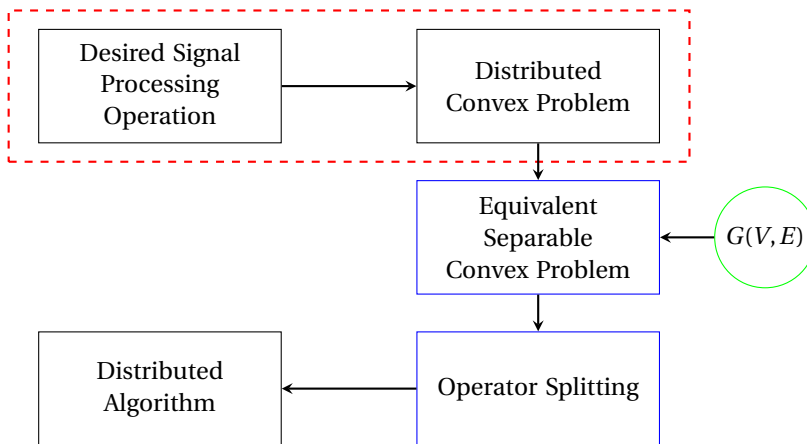 Desired Signal
Processing
Operation
Distributed
Convex Problem
Equivalent
Separable
Convex Problem
G(V, E)
Distributed
Algorithm
Operator Splitting